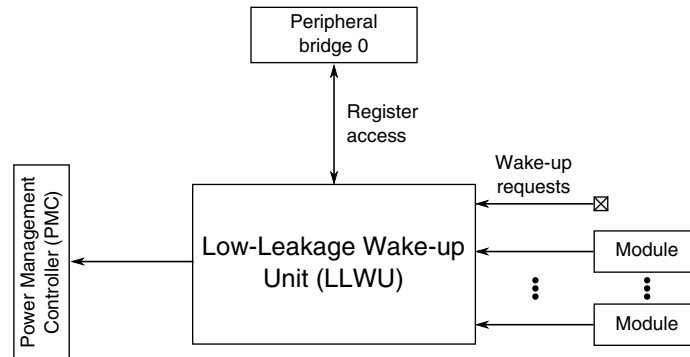 Peripheral
bridge 0
Register
access
Wake-up
requests
Power Management
Controller (PMC)
Low-Leakage Wake-up
Unit (LLWU)
Module
Module